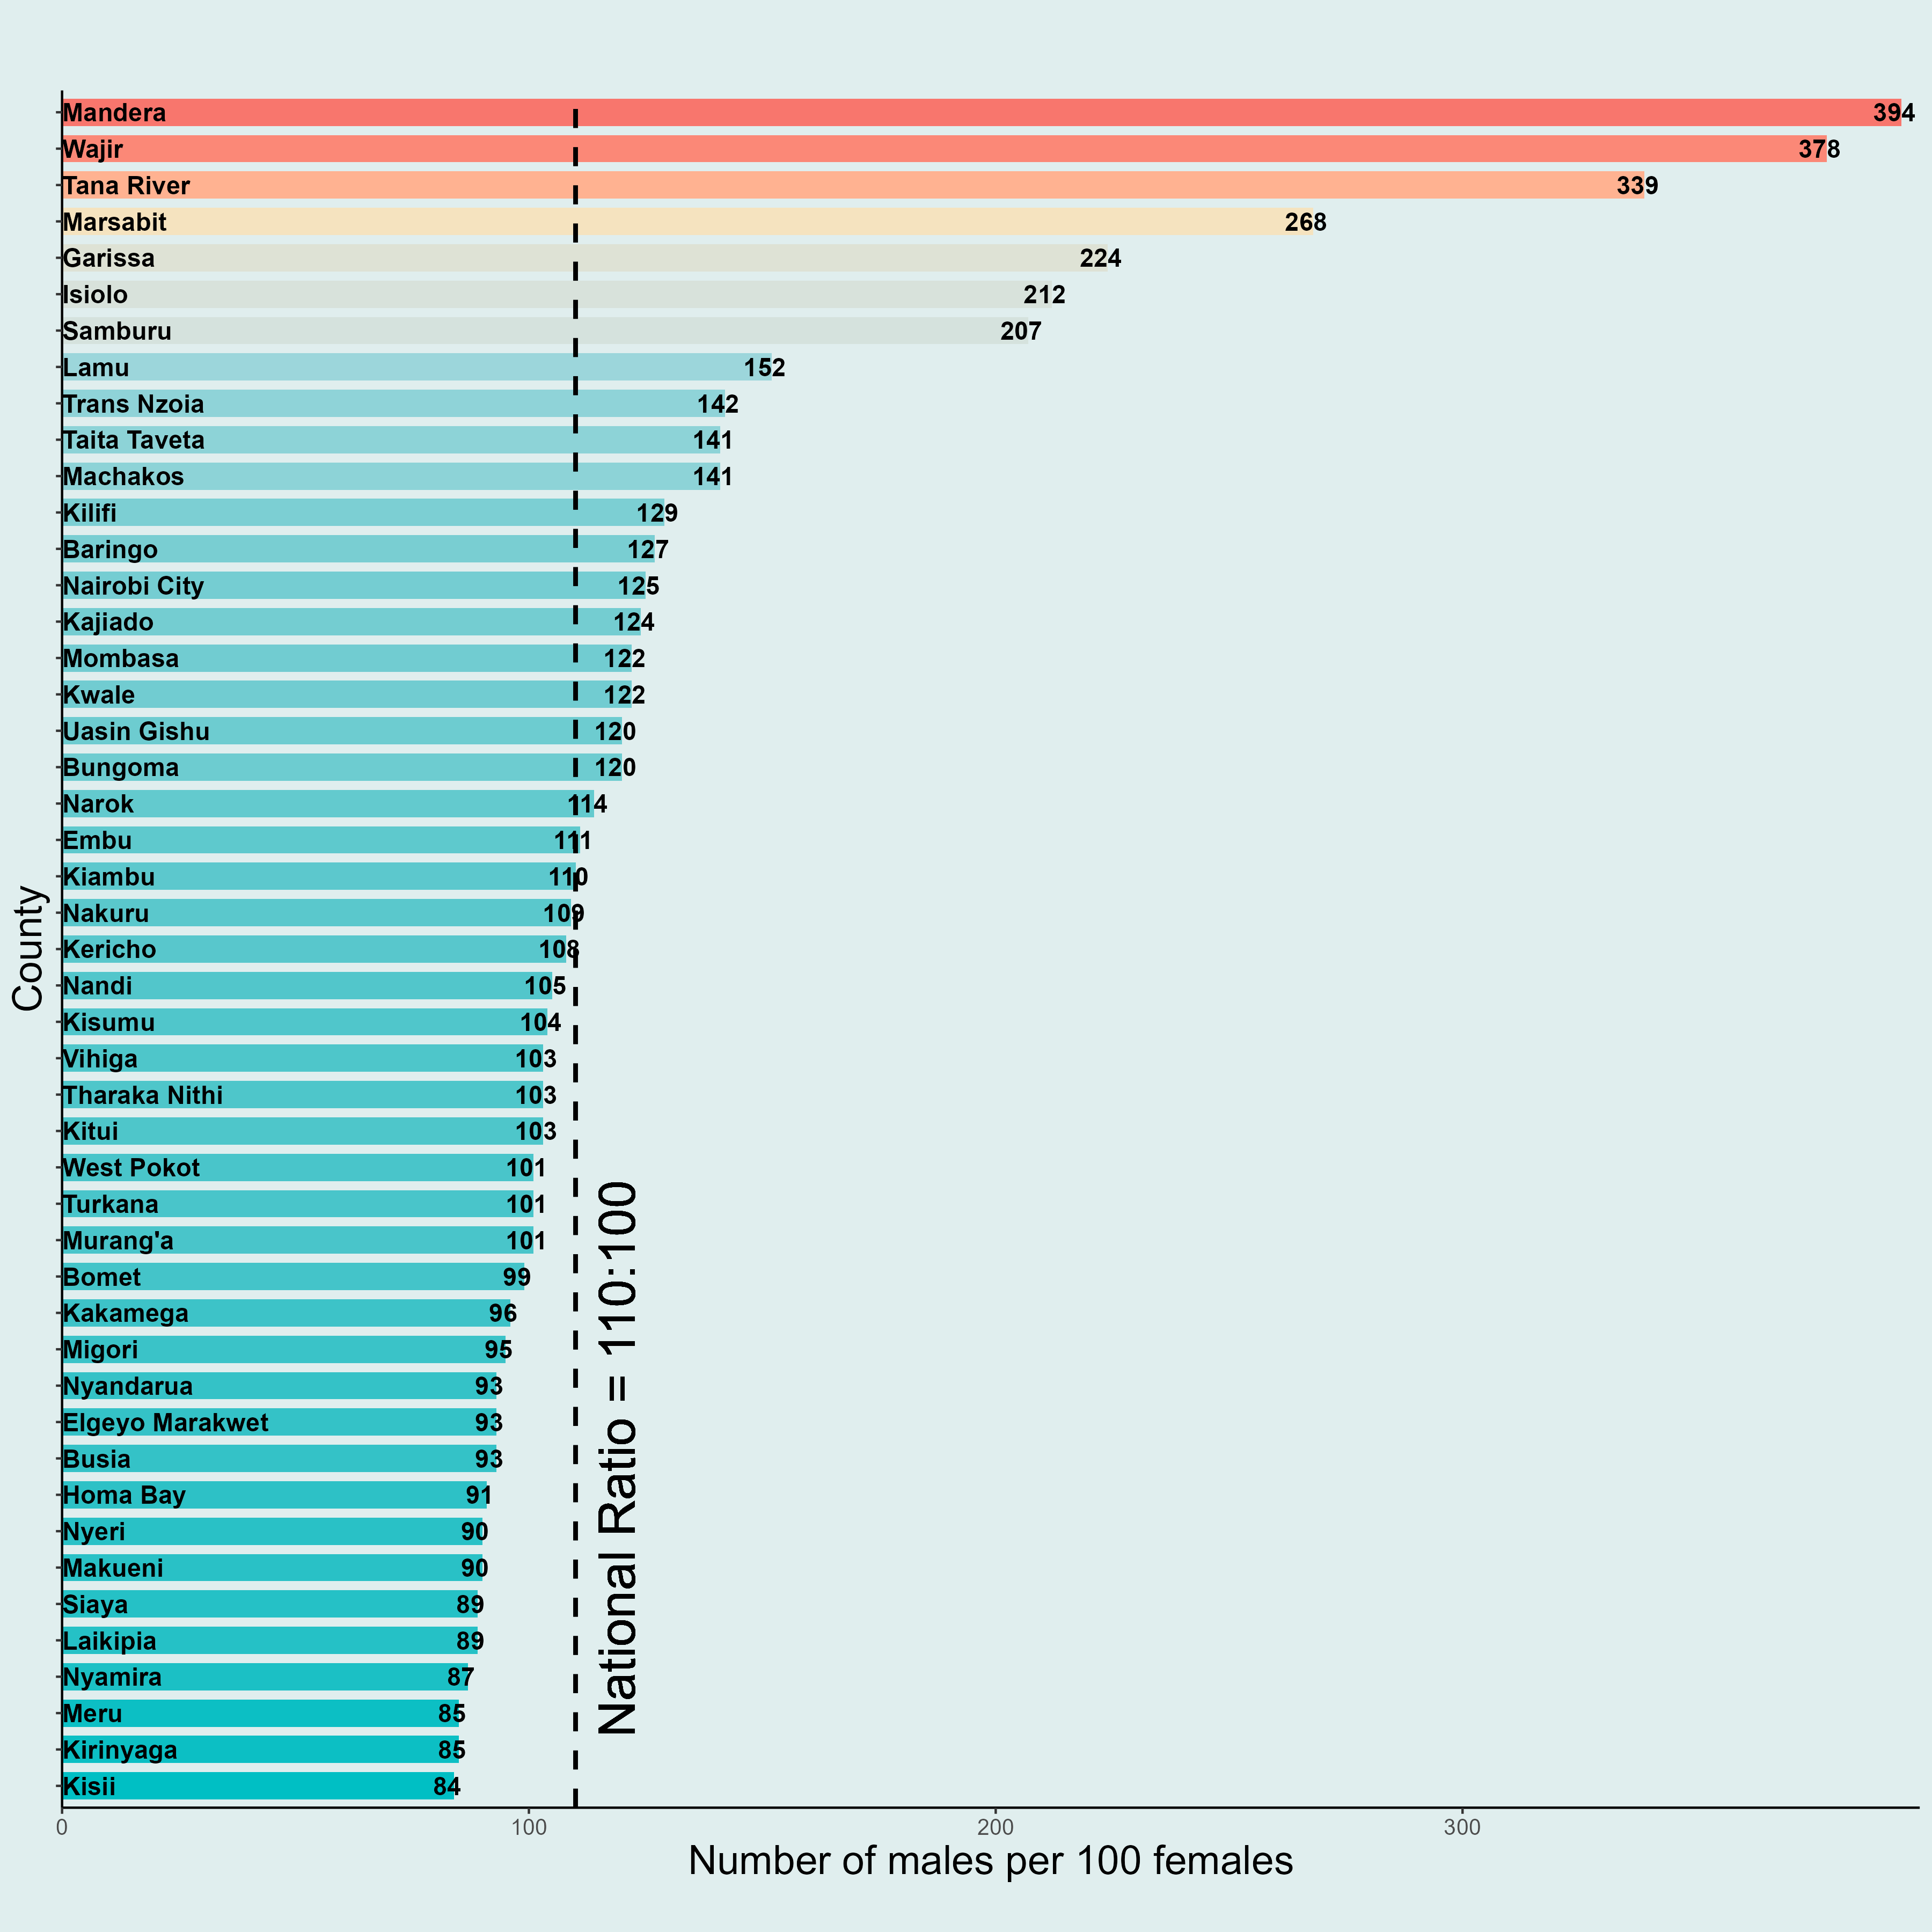 Mandera 394
Wajir 378
Tana River 339
Marsabit 268
Garissa 224
Isiolo 212
Samburu 207
Lamu 152
Trans Nzoia 142
Taita Taveta 141
Machakos 141
Kilifi 129
Baringo 127
Nairobi City 125
Kajiado 124
Mombasa 122
Kwale 122
Uasin Gishu 120
Bungoma 120
Narok 114
Embu 111
Kiambu 110
Nakuru 109
Kericho 108
Nandi 105
Kisumu 104
Vihiga 103
Tharaka Nithi 103
Kitui 103
West Pokot 101
Turkana 101
Murang'a 101
Bomet 99
Kakamega 96
Migori 95
Nyandarua 93
Elgeyo Marakwet 93
Busia 93
Homa Bay 91
Nyeri 90
Makueni 90
Siaya 89
Laikipia 89
Nyamira 87
Meru 85
Kirinyaga 85
Kisii 84
County
National Ratio = 110:100
0 100 200 300
Number of males per 100 females